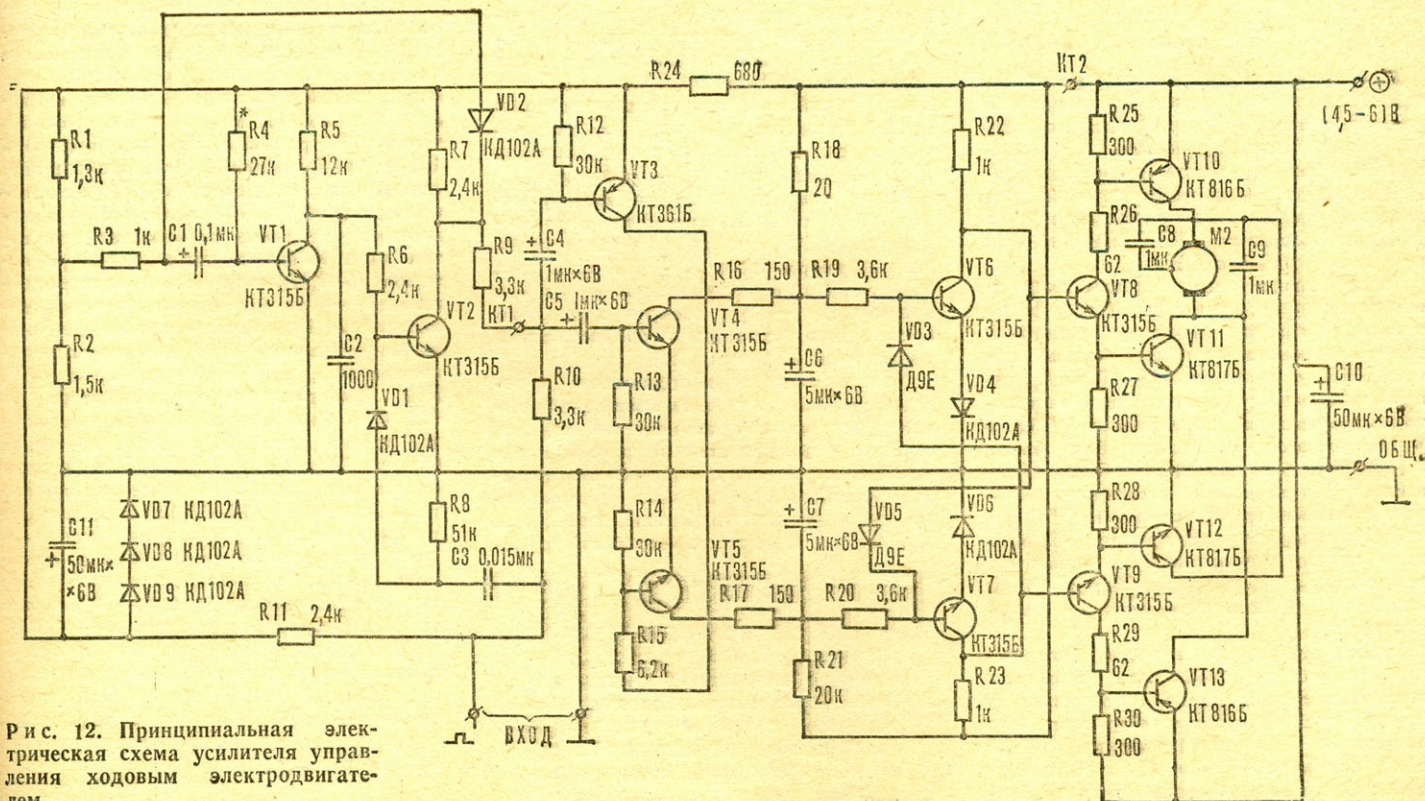 R24 680
КТ2
(4,5-6)В
VD2
КД102А
R1
1,3к
*
R4
27к
R5
12к
R7
2,4к
R12
30к
VT3
КТ361Б
R18
20
R22
1к
R25
300
VT10
КТ816Б
R3 1к
C1 0,1мк
VT1
КТ315Б
R6
2,4к
R9
3,3к
КТ1
C4
1мк×6В
C5 1мк×6В
R16 150
R19 3,6к
VT6
КТ315Б
R26
62
C8
1мк
М2
C9
1мк
VT8
КТ315Б
VT11
КТ817Б
R2
1,5к
C2
1000
VT2
КТ315Б
VT4
КТ315Б
VD3
Д9Е
C6
5мк×6В
VD4
КД102А
R27
300
R10
3,3к
R13
30к
VD1
КД102А
C10
50мк×6В
ОБЩ.
C11
50мк×
×6В
VD7 КД102А
VD8 КД102А
VD9 КД102А
R8
51к
C3 0,015мк
R14
30к
VT5
КТ315Б
C7
5мк×6В
VD5
Д9Е
VD6
КД102А
R28
300
VT12
КТ817Б
R11 2,4к
R17 150
R20 3,6к
VT7
КТ315Б
VT9
КТ315Б
R15
6,2к
R21
20к
R23
1к
R29
62
VT13
КТ816Б
R30
300
ВХОД
Рис. 12. Принципиальная элек-
трическая схема усилителя управ-
ления ходовым электродвигате-
лем